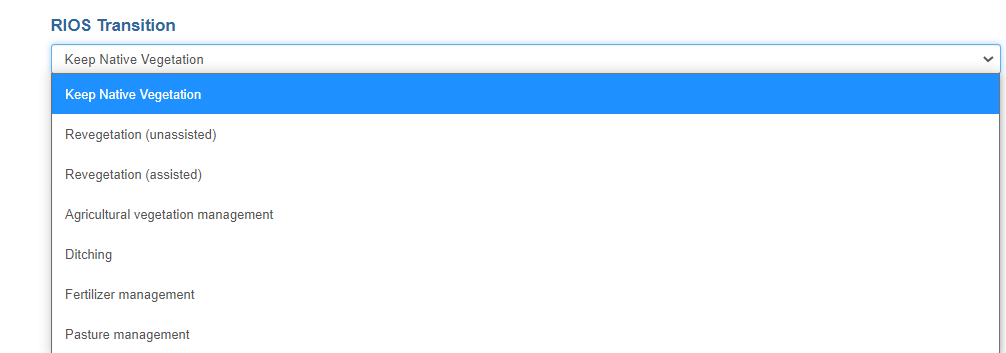 RIOS Transition
Keep Native Vegetation
Keep Native Vegetation
Revegetation (unassisted)
Revegetation (assisted)
Agricultural vegetation management
Ditching
Fertilizer management
Pasture management